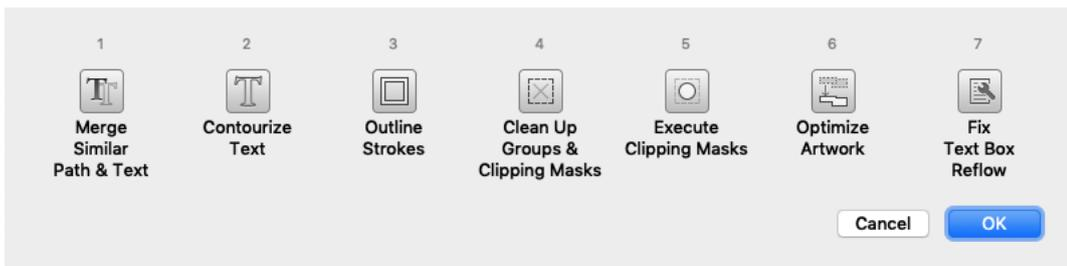 1 2 3 4 5 6 7
Merge
Similar
Path & Text
Contourize
Text
Outline
Strokes
Clean Up
Groups &
Clipping Masks
Execute
Clipping Masks
Optimize
Artwork
Fix
Text Box
Reflow
Cancel OK